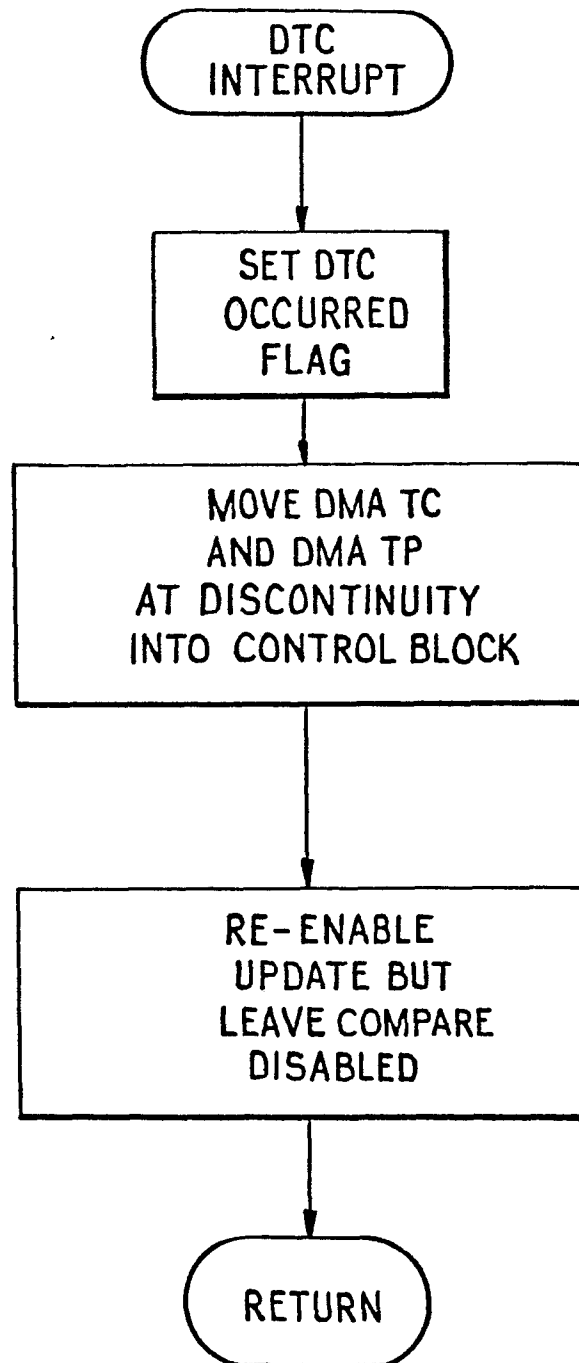 DTC
INTERRUPT
SET DTC
OCCURRED
FLAG
MOVE DMA TC
AND DMA TP
AT DISCONTINUITY
INTO CONTROL BLOCK
RE-ENABLE
UPDATE BUT
LEAVE COMPARE
DISABLED
RETURN